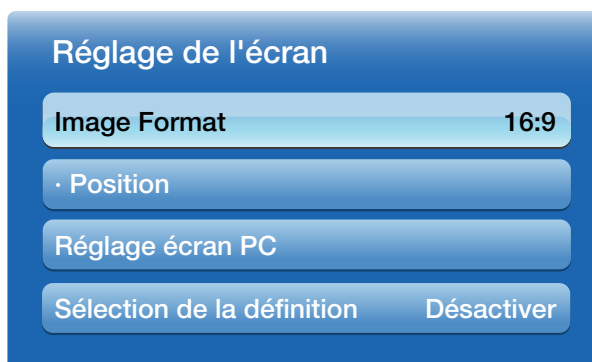 Réglage de l'écran
Image Format 16:9
· Position
Réglage écran PC
Sélection de la définition Désactiver